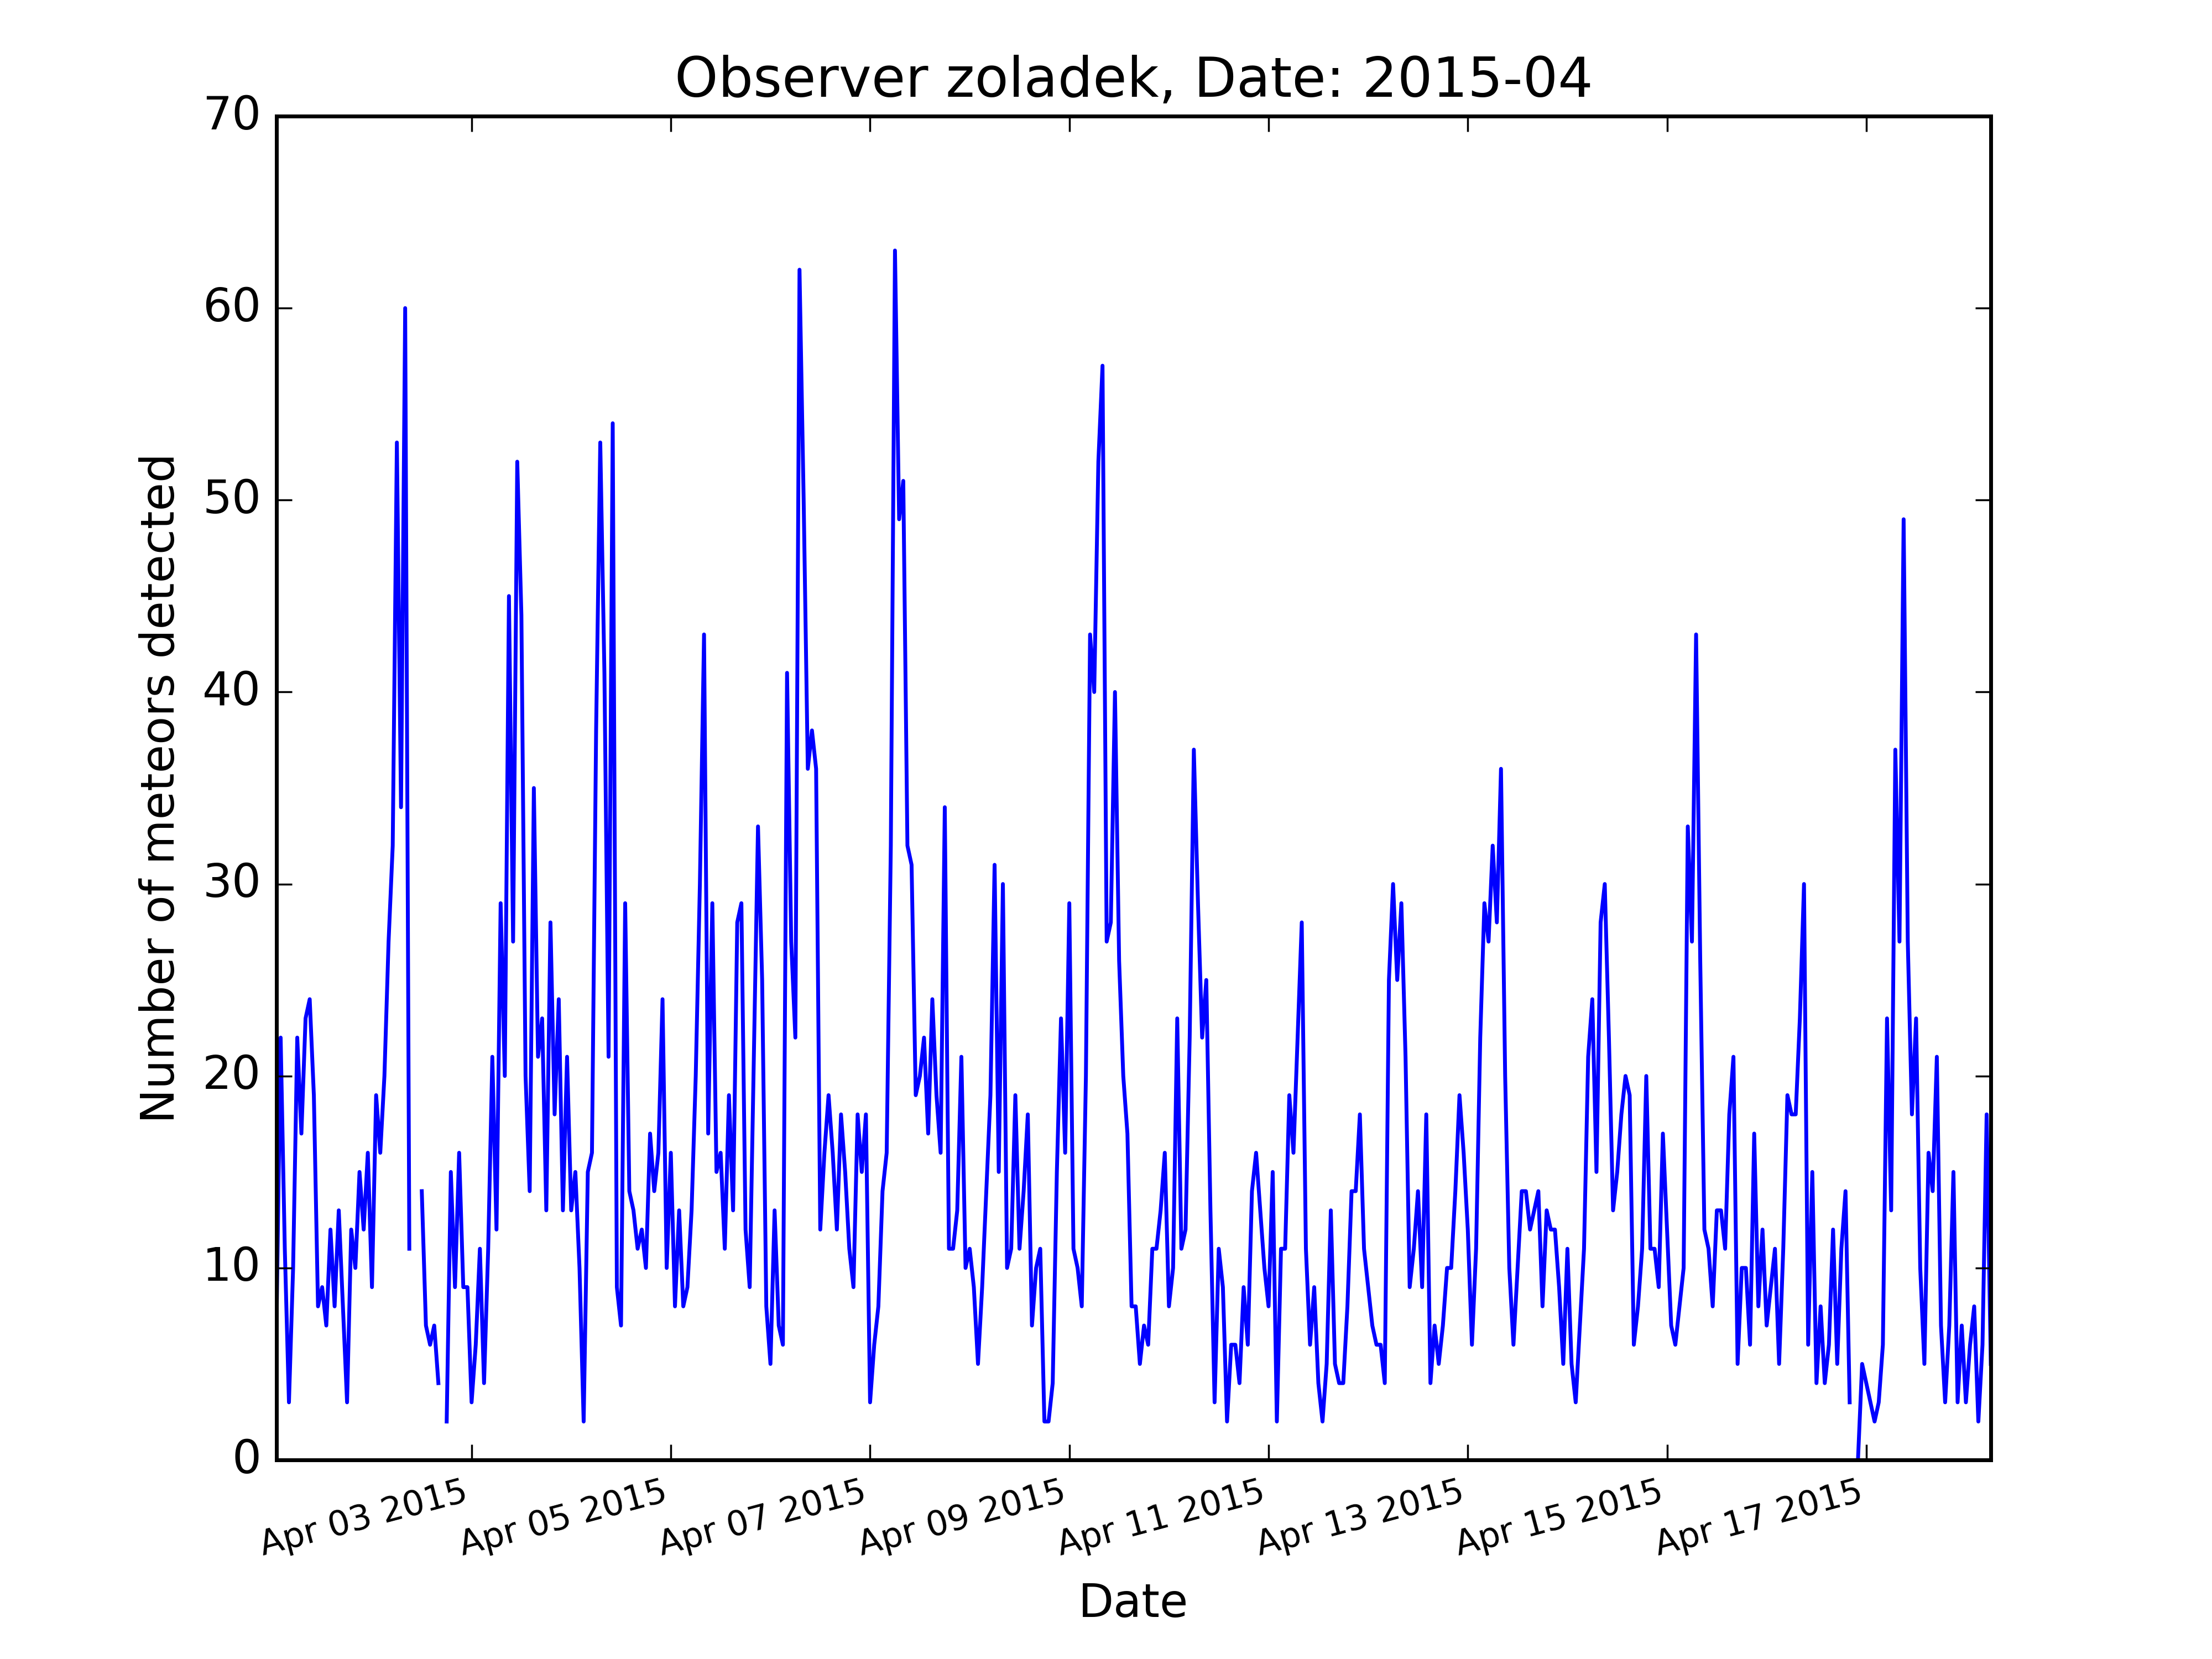 Observer zoladek, Date: 2015-04
70
60
50
40
30
20
10
0
Number of meteors detected
Apr 03 2015
Apr 05 2015
Apr 07 2015
Apr 09 2015
Apr 11 2015
Apr 13 2015
Apr 15 2015
Apr 17 2015
Date